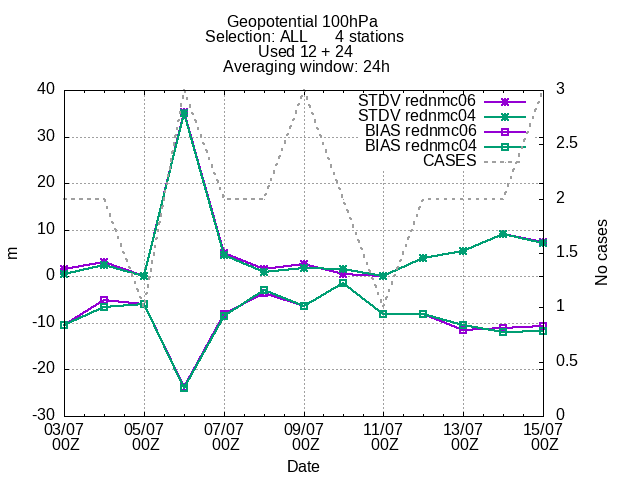 Geopotential 100hPa
Selection: ALL 4 stations
Used 12 + 24
Averaging window: 24h
STDV rednmc06
STDV rednmc04
BIAS rednmc06
BIAS rednmc04
CASES
40
30
20
10
0
-10
-20
-30
m
3
2.5
2
1.5
1
0.5
0
No cases
03/07 05/07 07/07 09/07 11/07 13/07 15/07
00Z 00Z 00Z 00Z 00Z 00Z 00Z
Date